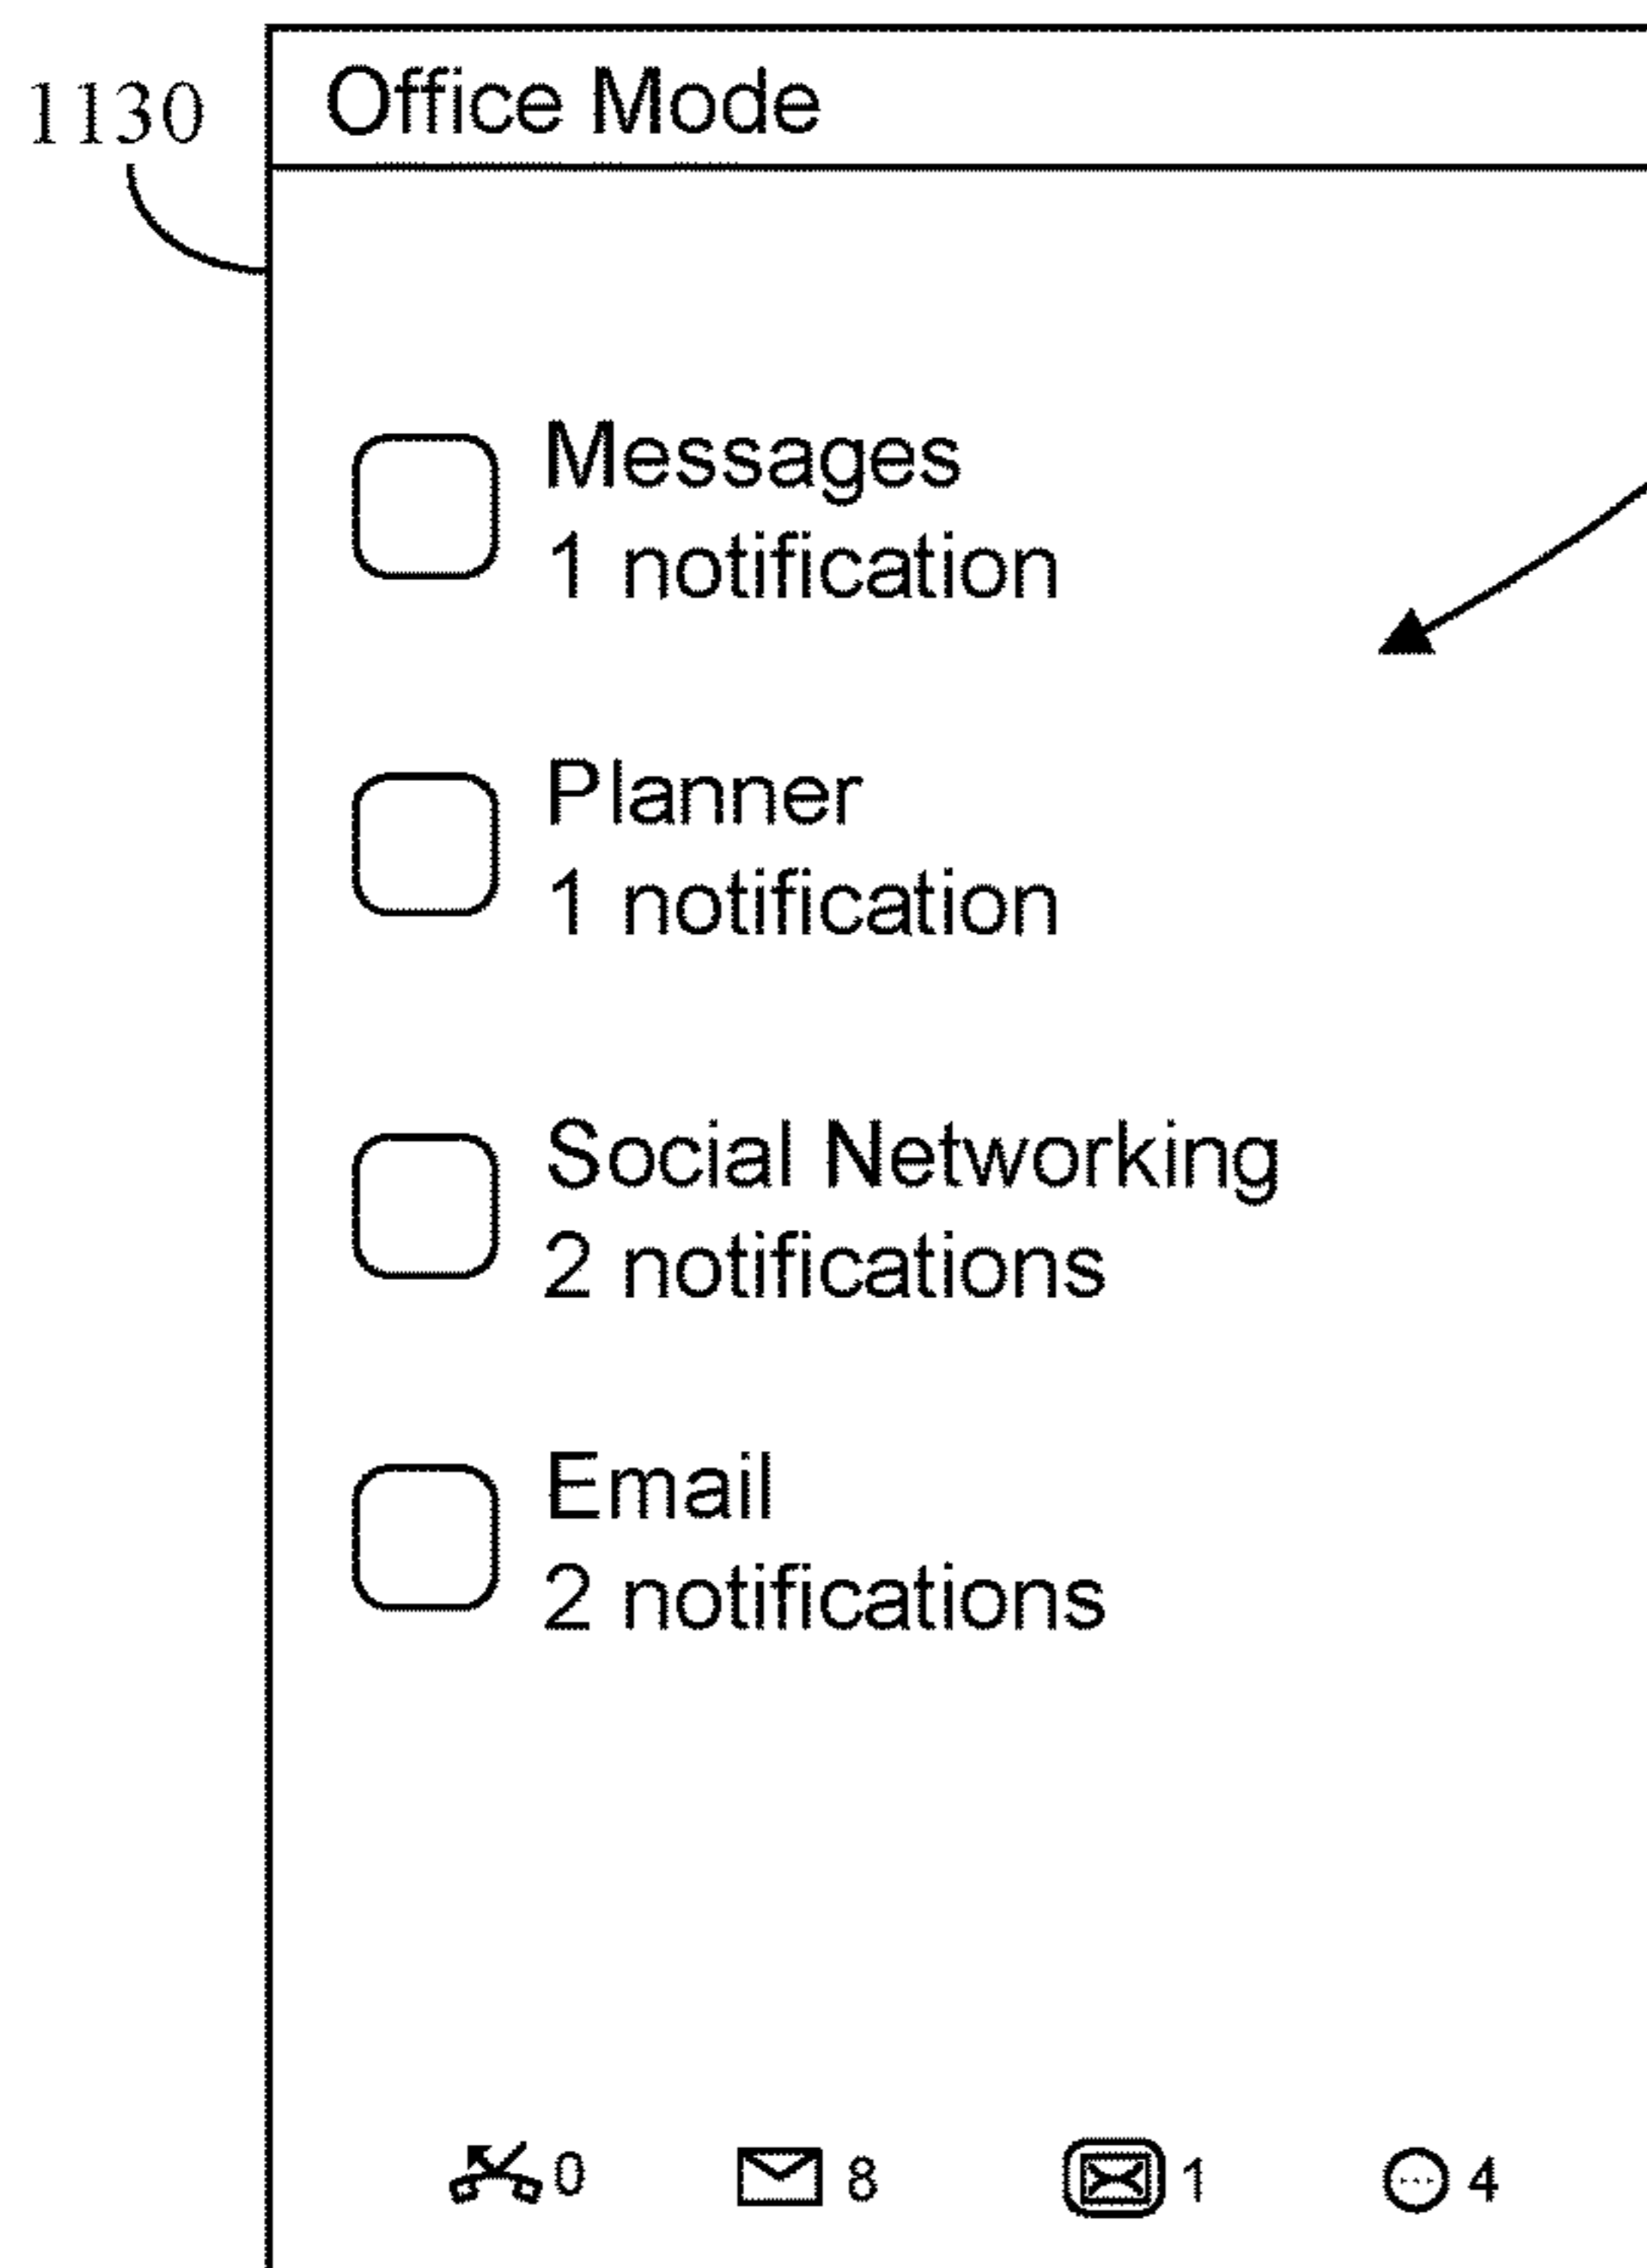 1130
Office Mode
Messages
1 notification
Planner
1 notification
Social Networking
2 notifications
Email
2 notifications
0 8 1 4